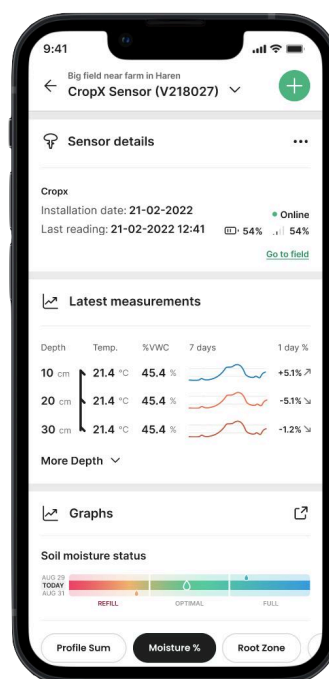 9:41
Big field near farm in Haren
CropX Sensor (V218027)
Sensor details
Cropx
Installation date: 21-02-2022
Online
Last reading: 21-02-2022 12:41
54%
54%
Go to field
Latest measurements
Depth Temp. %VWC 7 days 1 day %
10 cm 21.4 °C 45.4 % +5.1%
20 cm 21.4 °C 45.4 % -5.1%
30 cm 21.4 °C 45.4 % -1.2%
More Depth
Graphs
Soil moisture status
AUG 29
TODAY
AUG 31
REFILL OPTIMAL FULL
Profile Sum Moisture % Root Zone